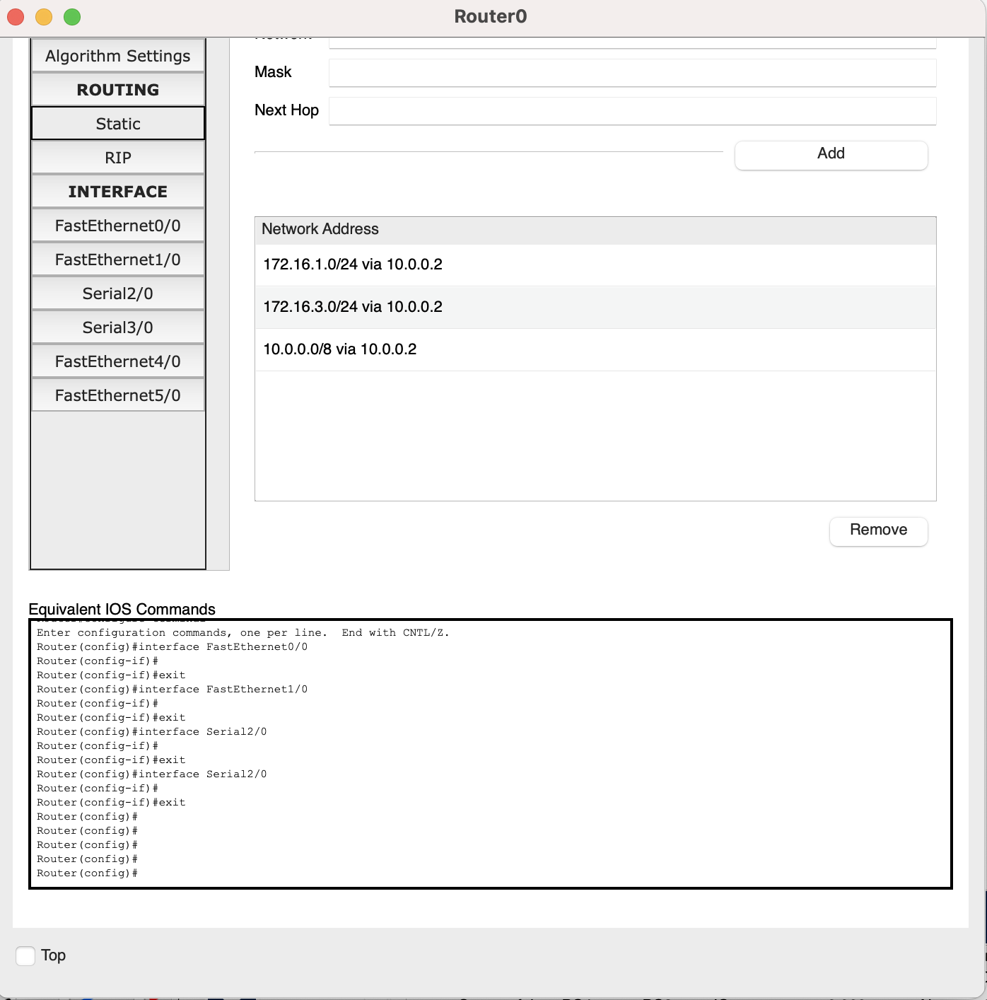 Router0
Algorithm Settings
ROUTING
Static
RIP
INTERFACE
FastEthernet0/0
FastEthernet1/0
Serial2/0
Serial3/0
FastEthernet4/0
FastEthernet5/0
Mask
Next Hop
Add
Network Address
172.16.1.0/24 via 10.0.0.2
172.16.3.0/24 via 10.0.0.2
10.0.0.0/8 via 10.0.0.2
Remove
Equivalent IOS Commands
Enter configuration commands, one per line.  End with CNTL/Z.
Router(config)#interface FastEthernet0/0
Router(config-if)#
Router(config-if)#exit
Router(config)#interface FastEthernet1/0
Router(config-if)#
Router(config-if)#exit
Router(config)#interface Serial2/0
Router(config-if)#
Router(config-if)#exit
Router(config)#interface Serial2/0
Router(config-if)#
Router(config-if)#exit
Router(config)#
Router(config)#
Router(config)#
Router(config)#
Router(config)#
Top